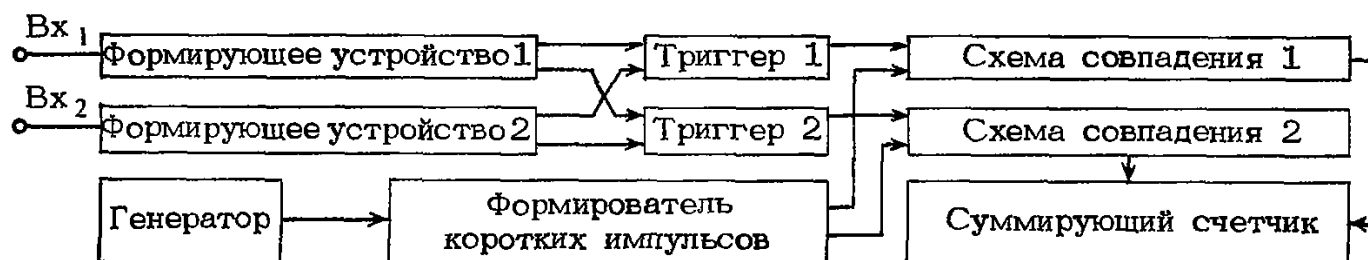 Вх 1
Формирующее устройство 1
Триггер 1
Схема совпадения 1
Вх 2
Формирующее устройство 2
Триггер 2
Схема совпадения 2
Генератор
Формирователь
коротких импульсов
Суммирующий счетчик